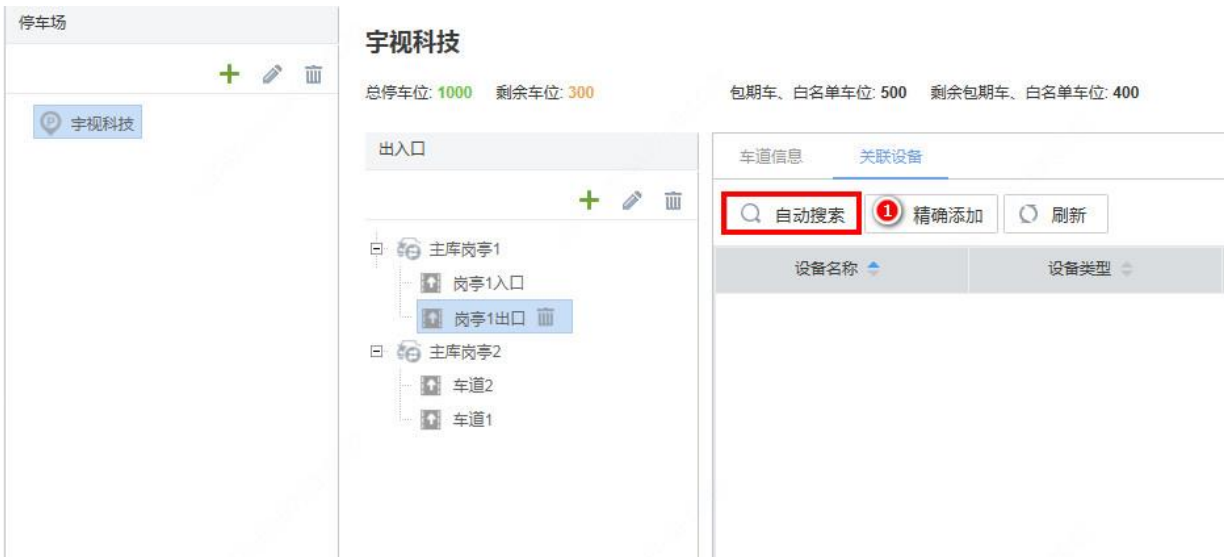 停车场
宇视科技
宇视科技
总停车位: 1000 剩余车位: 300 包期车、白名单车位: 500 剩余包期车、白名单车位: 400
出入口
车道信息 关联设备
自动搜索 1 精确添加 刷新
设备名称 设备类型
主库岗亭1
岗亭1入口
岗亭1出口
主库岗亭2
车道2
车道1